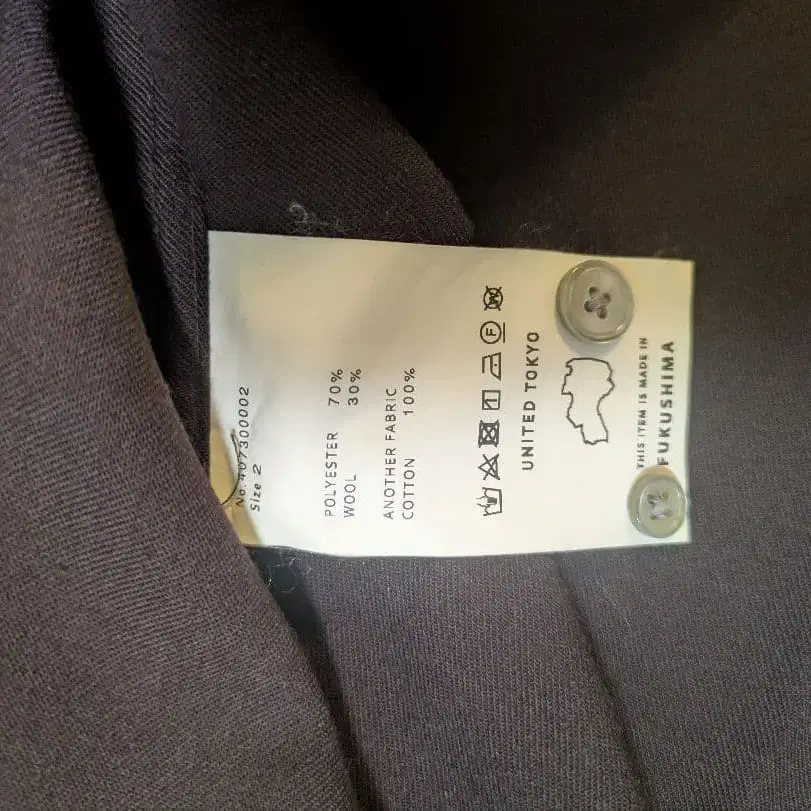 No.407300002
Size 2
POLYESTER 70%
WOOL 30%
ANOTHER FABRIC
COTTON 100%
F W
UNITED TOKYO
THIS ITEM IS MADE IN
FUKUSHIMA